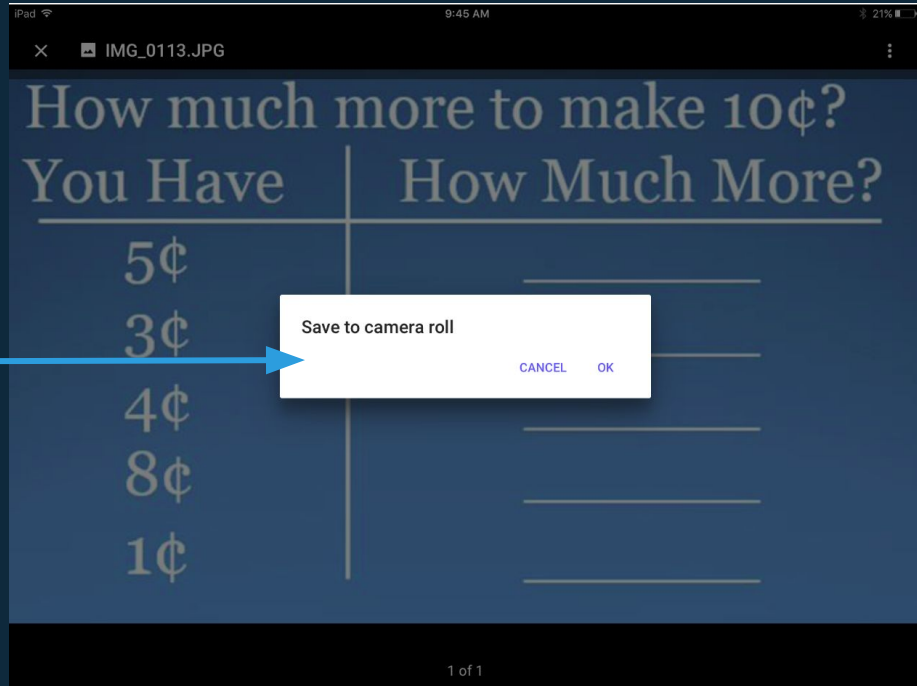 iPad 9:45 AM 21%
IMG_0113.JPG
How much more to make 10¢?
You Have How Much More?
5¢
3¢
Save to camera roll
CANCEL OK
4¢
8¢
1¢
1 of 1